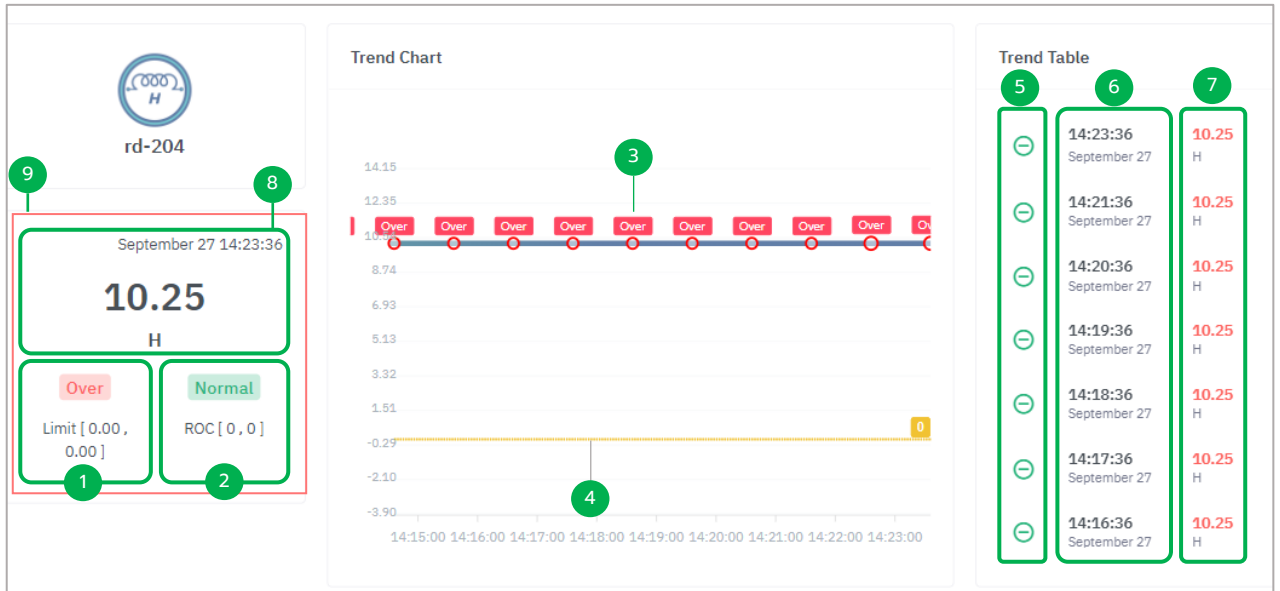 H
rd-204
9
8
September 27 14:23:36
10.25
H
Over
Limit [ 0.00 ,
0.00 ]
1
Normal
ROC [ 0 , 0 ]
2
Trend Chart
3
14.15
12.35
Over Over Over Over Over Over Over Over Over
8.74
6.93
5.13
3.32
1.51
0
-0.29
-2.10
4
-3.90
14:15:00 14:16:00 14:17:00 14:18:00 14:19:00 14:20:00 14:21:00 14:22:00 14:23:00
Trend Table
5 6 7
14:23:36 10.25
September 27 H
14:21:36 10.25
September 27 H
14:20:36 10.25
September 27 H
14:19:36 10.25
September 27 H
14:18:36 10.25
September 27 H
14:17:36 10.25
September 27 H
14:16:36 10.25
September 27 H